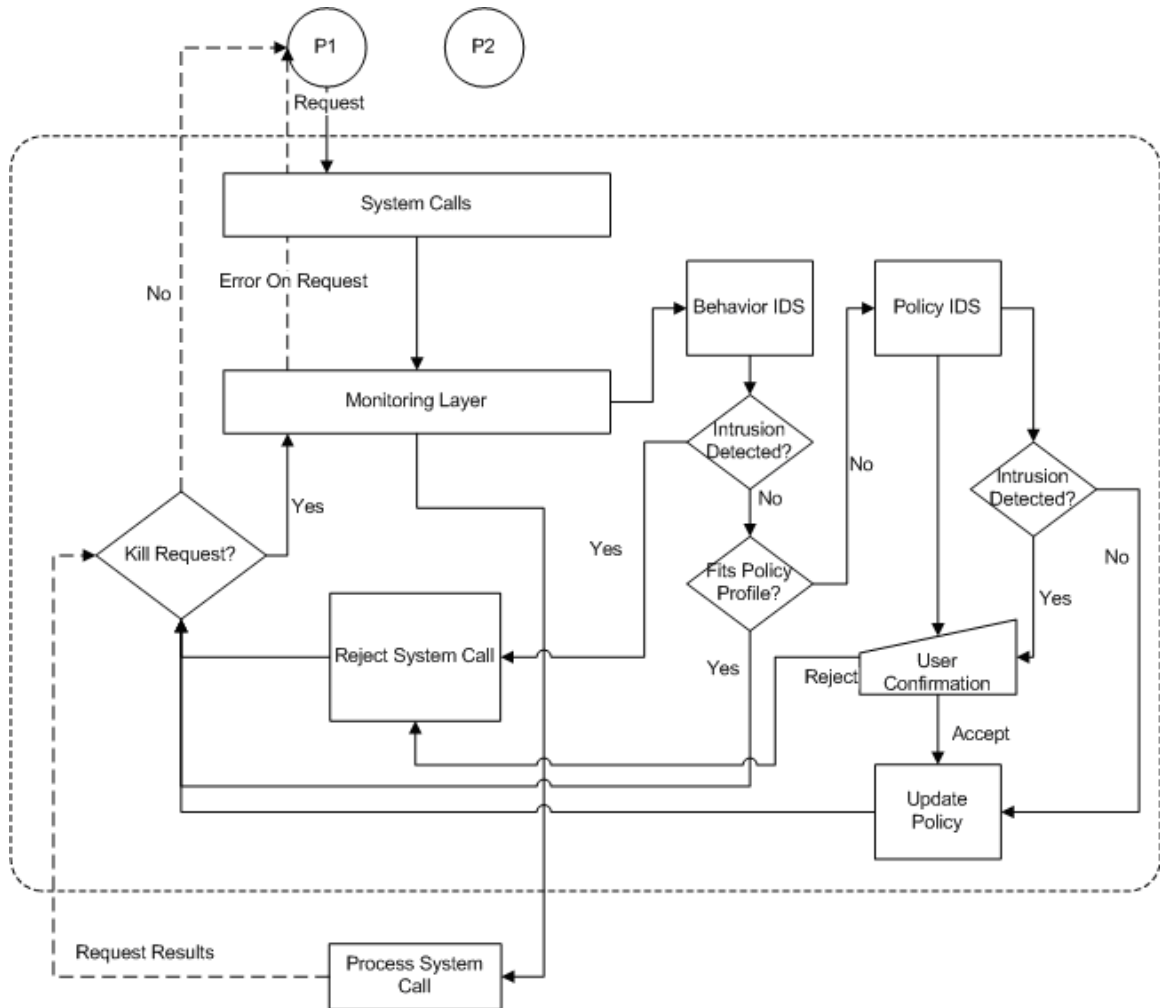 P1
P2
Request
System Calls
No
Error On Request
Behavior IDS
Policy IDS
Monitoring Layer
Intrusion
Detected?
No
Intrusion
Detected?
No
Yes
Kill Request?
Yes
Fits Policy
Profile?
No
Yes
Reject System Call
Yes
Reject
User
Confirmation
Accept
Update
Policy
Request Results
Process System
Call